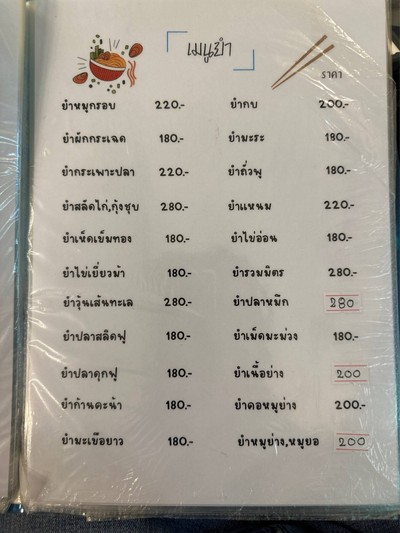 เมนูยำ
ราคา
ยำหมูกรอบ 220.- ยำกบ 200.-
ยำผักกระเฉด 180.- ยำมะระ 180.-
ยำกระเพาะปลา 220.- ยำถั่วพู 180.-
ยำสลัดไก่,กุ้งชุบ 280.- ยำแหนม 220.-
ยำเห็ดเข็มทอง 180.- ยำไข่อ่อน 190.-
ยำไข่เยี่ยวม้า 180.- ยำรวมมิตร 280.-
ยำวุ้นเส้นทะเล 280.- ยำปลาหมึก 280
ยำปลาสลิดฟู 180.- ยำเม็ดมะม่วง 180.-
ยำปลาดุกฟู 180.- ยำเนื้อย่าง 200
ยำก้านคะน้า 180.- ยำคอหมูย่าง 200.-
ยำมะเขือยาว 180.- ยำหมูย่าง,หมูยอ 200